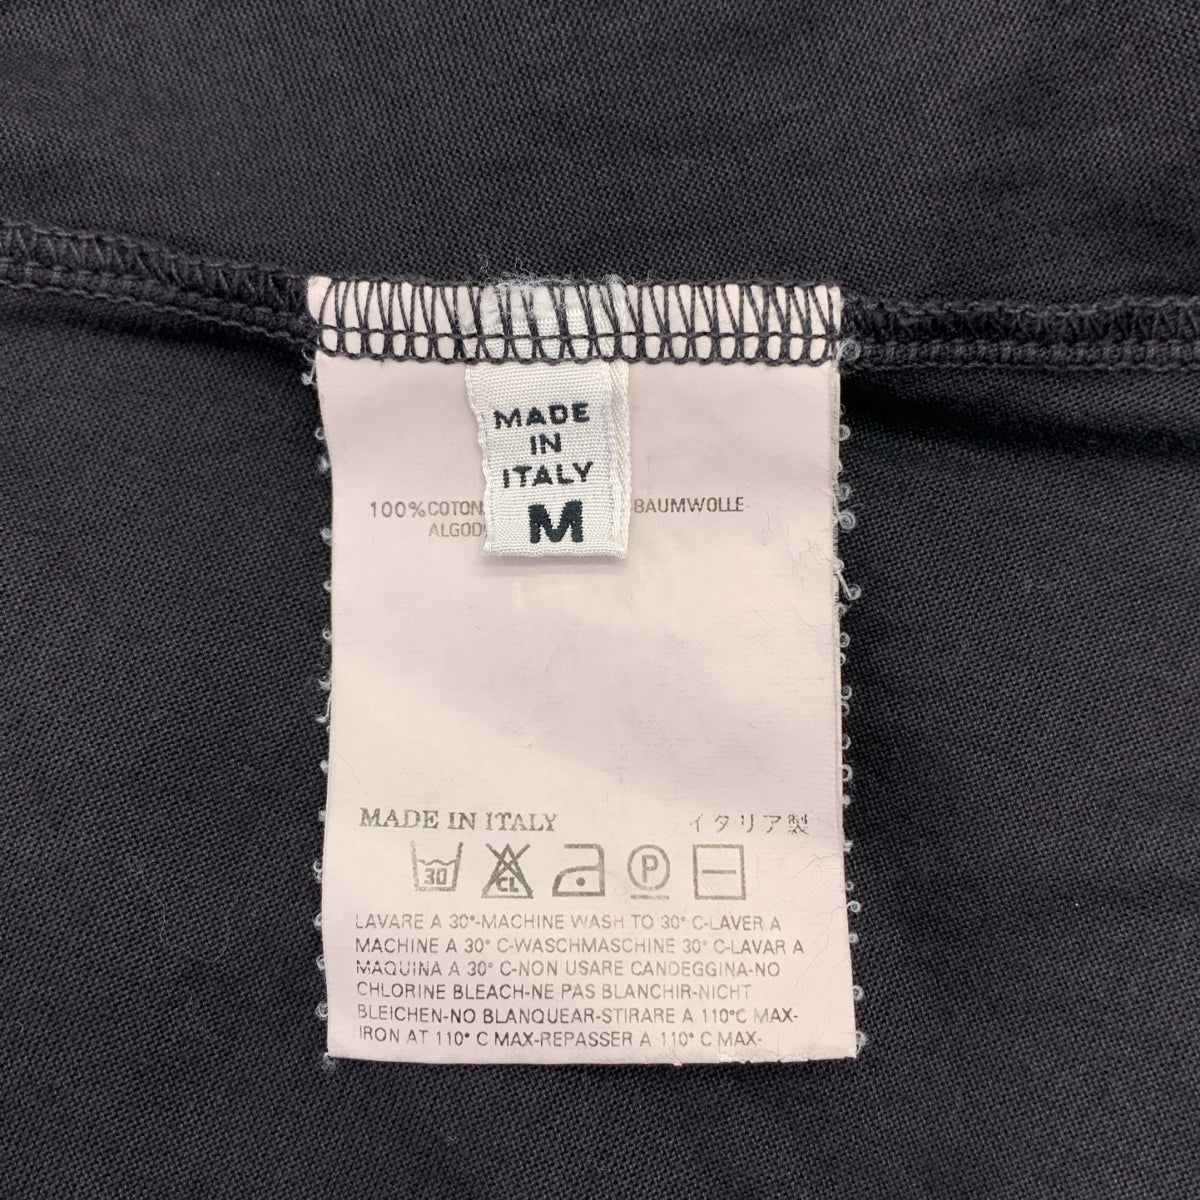 MADE
IN
ITALY
M
100%COTON BAUMWOLLE-
MADE IN ITALY イタリア製
30 CL P
LAVARE A 30°-MACHINE WASH TO 30° C-LAVER A
MACHINE A 30° C-WASCHMASCHINE 30° C-LAVAR A
MAQUINA A 30° C-NON USARE CANDEGGINA-NO
CHLORINE BLEACH-NE PAS BLANCHIR-NICHT
BLEICHEN-NO BLANQUEAR-STIRARE A 110°C MAX-
IRON AT 110° C MAX-REPASSER A 110° C MAX-